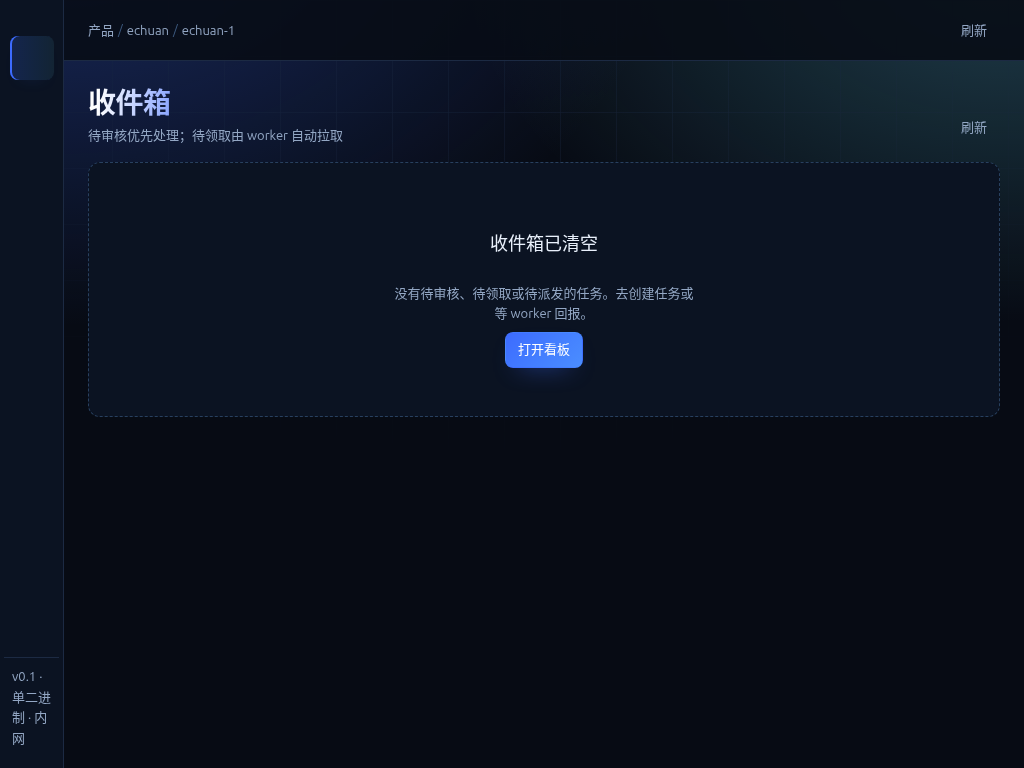 产品 / echuan / echuan-1
刷新
收件箱
待审核优先处理；待领取由 worker 自动拉取
刷新
收件箱已清空
没有待审核、待领取或待派发的任务。去创建任务或
等 worker 回报。
打开看板
v0.1 ·
单二进
制 · 内
网